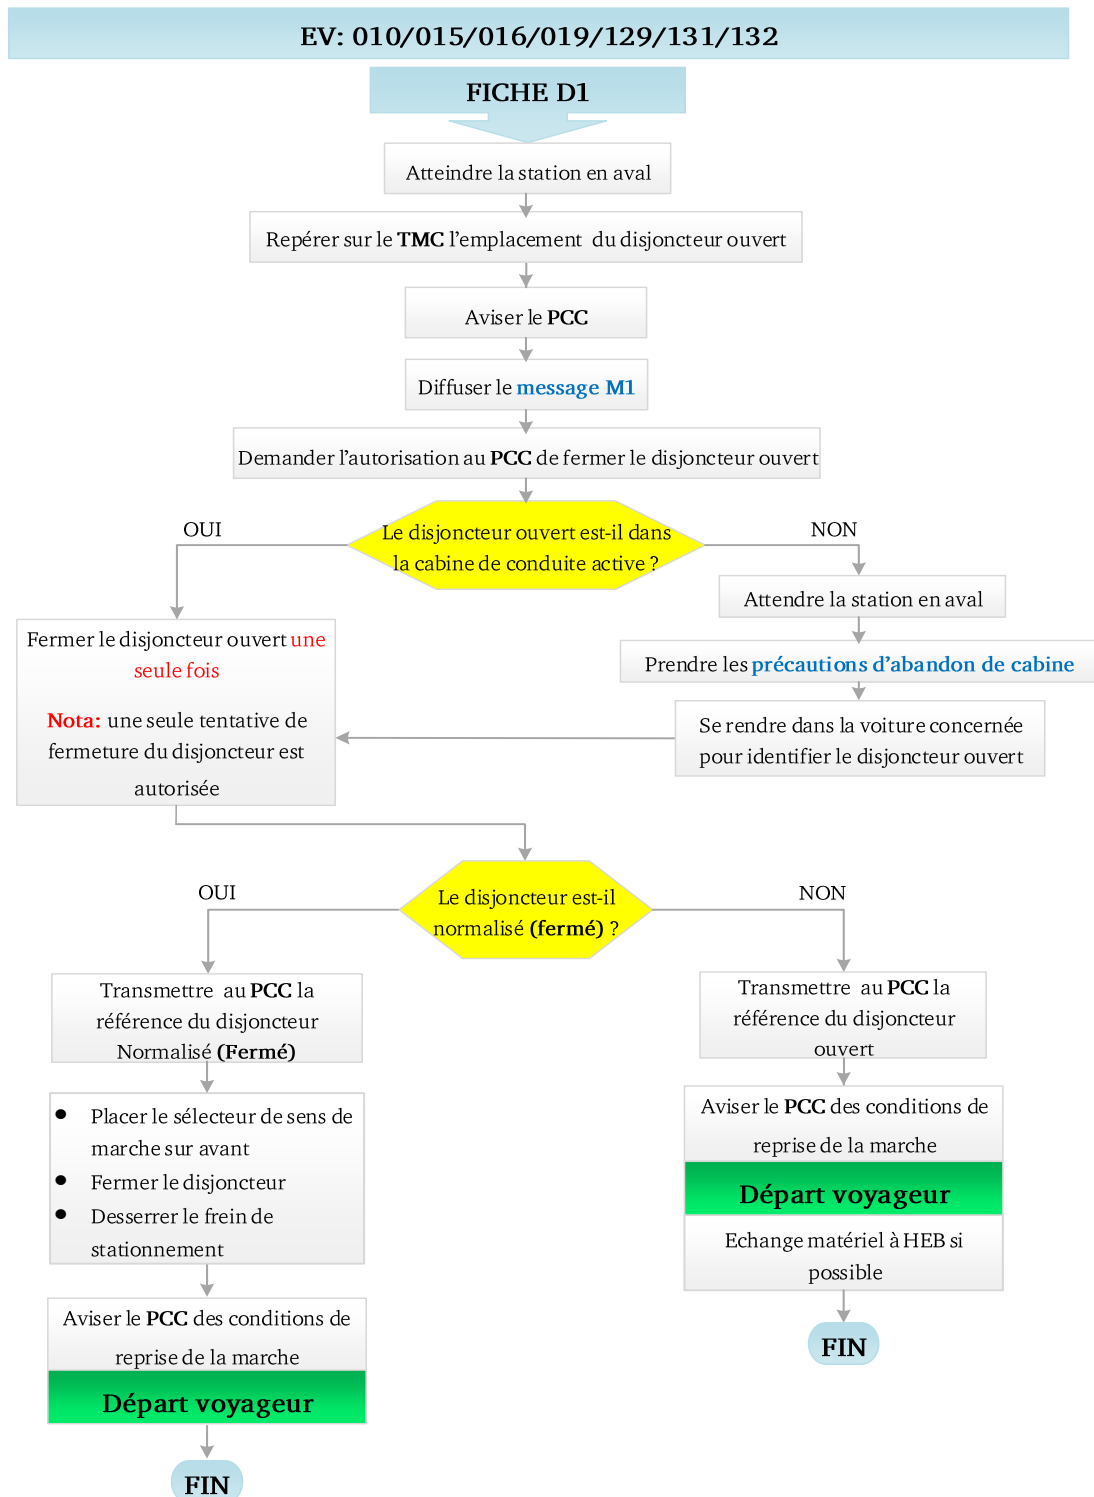 EV: 010/015/016/019/129/131/132
FICHE D1
Atteindre la station en aval
Repérer sur le TMC l'emplacement du disjoncteur ouvert
Aviser le PCC
Diffuser le message M1
Demander l'autorisation au PCC de fermer le disjoncteur ouvert
Le disjoncteur ouvert est-il dans
la cabine de conduite active ?
OUI
NON
Attendre la station en aval
Prendre les précautions d'abandon de cabine
Se rendre dans la voiture concernée
pour identifier le disjoncteur ouvert
Fermer le disjoncteur ouvert une
seule fois
Nota: une seule tentative de
fermeture du disjoncteur est
autorisée
Le disjoncteur est-il
normalisé (fermé) ?
OUI
NON
Transmettre au PCC la
référence du disjoncteur
Normalisé (Fermé)
• Placer le sélecteur de sens de
marche sur avant
• Fermer le disjoncteur
• Desserrer le frein de
stationnement
Aviser le PCC des conditions de
reprise de la marche
Départ voyageur
FIN
Transmettre au PCC la
référence du disjoncteur
ouvert
Aviser le PCC des conditions de
reprise de la marche
Départ voyageur
Echange matériel à HEB si
possible
FIN